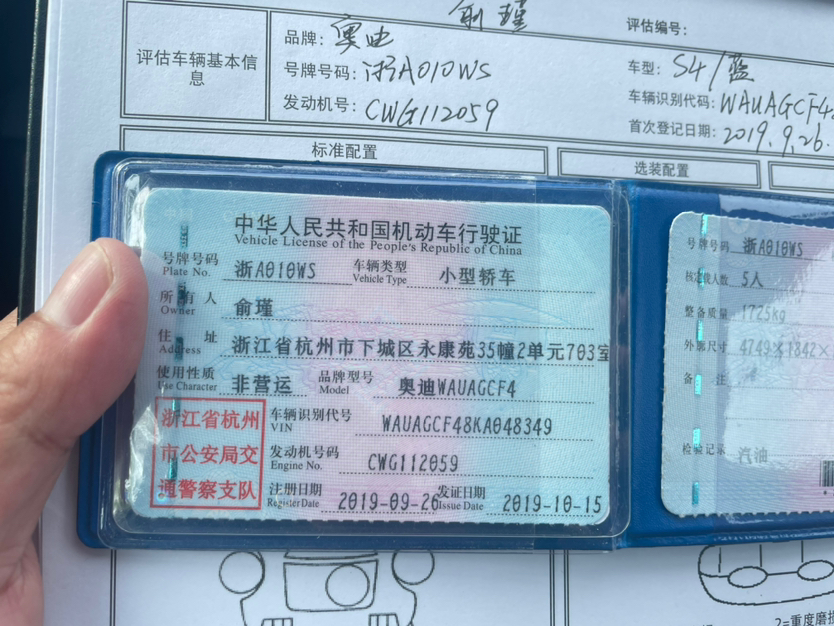 俞瑾
评估编号:
评估车辆基本信息
品牌: 奥迪
号牌号码: 浙A010WS
车型: S4/蓝
发动机号: CWG112059
车辆识别代码: WAUAGCF48
首次登记日期: 2019.9.26.
标准配置
选装配置
中华人民共和国机动车行驶证
Vehicle License of the People's Republic of China
号牌号码 浙A010WS 车辆类型 小型轿车
Plate No. Vehicle Type
所有人 俞瑾
Owner
住址 浙江省杭州市下城区永康苑35幢2单元703室
Address
使用性质 非营运 品牌型号 奥迪WAUAGCF4
Use Character Model
浙江省杭州
市公安局交
通警察支队
车辆识别代号 WAUAGCF48KA048349
VIN
发动机号码 CWG112059
Engine No.
注册日期 2019-09-26 发证日期 2019-10-15
Register Date Issue Date
号牌号码 浙A010WS
核定载人数 5人
整备质量 1725kg
外廓尺寸 4749×1842×
备注
检验记录 汽油
2=重度磨损